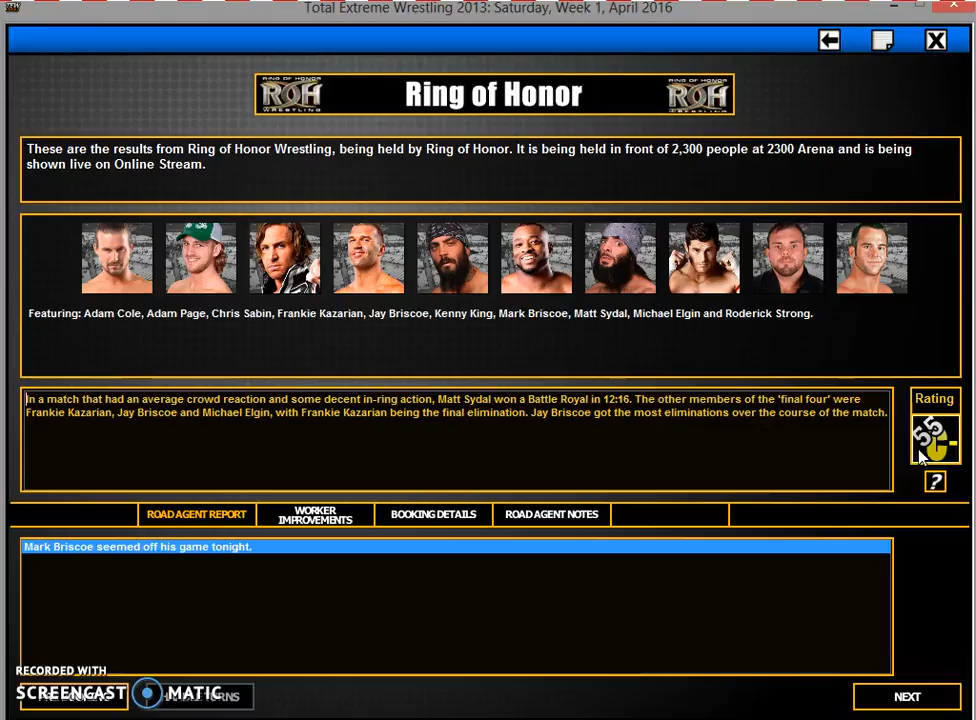 Total Extreme Wrestling 2013: Saturday, Week 1, April 2016
ROH WRESTLING
Ring of Honor
ROH WRESTLING
These are the results from Ring of Honor Wrestling, being held by Ring of Honor. It is being held in front of 2,300 people at 2300 Arena and is being
shown live on Online Stream.
Featuring: Adam Cole, Adam Page, Chris Sabin, Frankie Kazarian, Jay Briscoe, Kenny King, Mark Briscoe, Matt Sydal, Michael Elgin and Roderick Strong.
In a match that had an average crowd reaction and some decent in-ring action, Matt Sydal won a Battle Royal in 12:16. The other members of the 'final four' were
Frankie Kazarian, Jay Briscoe and Michael Elgin, with Frankie Kazarian being the final elimination. Jay Briscoe got the most eliminations over the course of the match.
Rating
55
C-
?
ROAD AGENT REPORT
WORKER
IMPROVEMENTS
BOOKING DETAILS
ROAD AGENT NOTES
Mark Briscoe seemed off his game tonight.
RECORDED WITH
SCREENCAST MATIC
NEXT